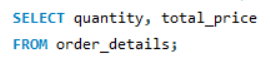 SELECT quantity, total_price
FROM order_details;